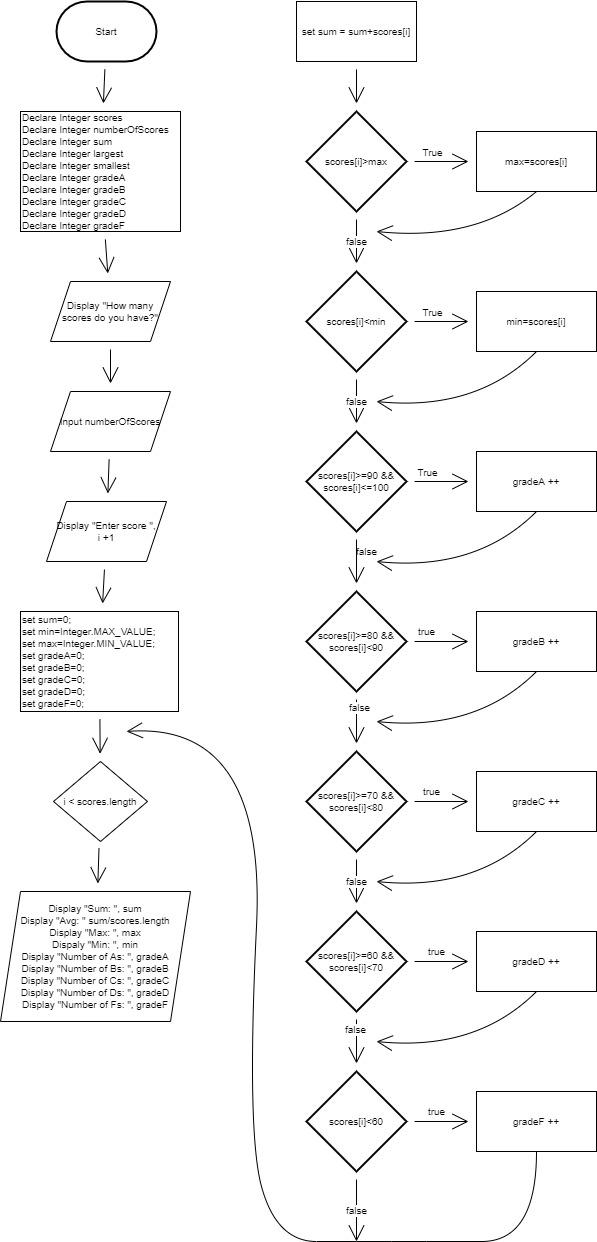 Start
Declare Integer scores
Declare Integer numberOfScores
Declare Integer sum
Declare Integer largest
Declare Integer smallest
Declare Integer gradeA
Declare Integer gradeB
Declare Integer gradeC
Declare Integer gradeD
Declare Integer gradeF
Display "How many
scores do you have?"
Input numberOfScores
Display "Enter score ",
i +1
set sum=0;
set min=Integer.MAX_VALUE;
set max=Integer.MIN_VALUE;
set gradeA=0;
set gradeB=0;
set gradeC=0;
set gradeD=0;
set gradeF=0;
i < scores.length
Display "Sum: ", sum
Display "Avg: " sum/scores.length
Display "Max: ", max
Dispaly "Min: ", min
Display "Number of As: ", gradeA
Display "Number of Bs: ", gradeB
Display "Number of Cs: ", gradeC
Display "Number of Ds: ", gradeD
Display "Number of Fs: ", gradeF
set sum = sum+scores[i]
scores[i]>max
True
max=scores[i]
false
scores[i]<min
True
min=scores[i]
false
scores[i]>=90 &&
scores[i]<=100
True
gradeA ++
false
scores[i]>=80 &&
scores[i]<90
true
gradeB ++
false
scores[i]>=70 &&
scores[i]<80
true
gradeC ++
false
scores[i]>=60 &&
scores[i]<70
true
gradeD ++
false
scores[i]<60
true
gradeF ++
false